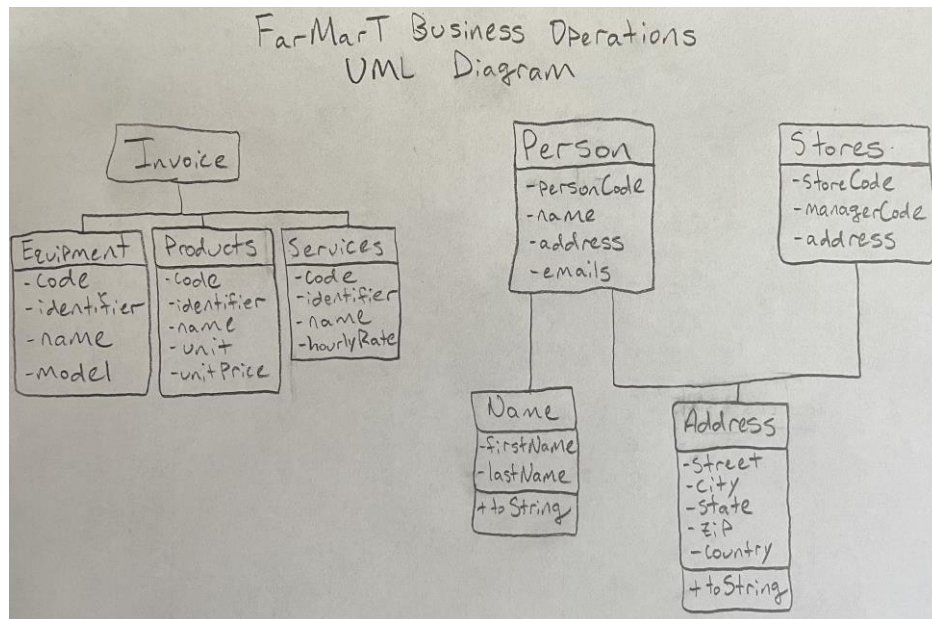 FarMarT Business Operations
UML Diagram
Invoice
Equipment
-code
-identifier
-name
-Model
Products
-code
-identifier
-name
-unit
-unitPrice
Services
-code
-identifier
-name
-hourlyRate
Person
-personCode
-name
-address
-emails
Stores
-storeCode
-managerCode
-address
Name
-firstName
-lastName
+toString
Address
-street
-city
-state
-zip
-country
+toString